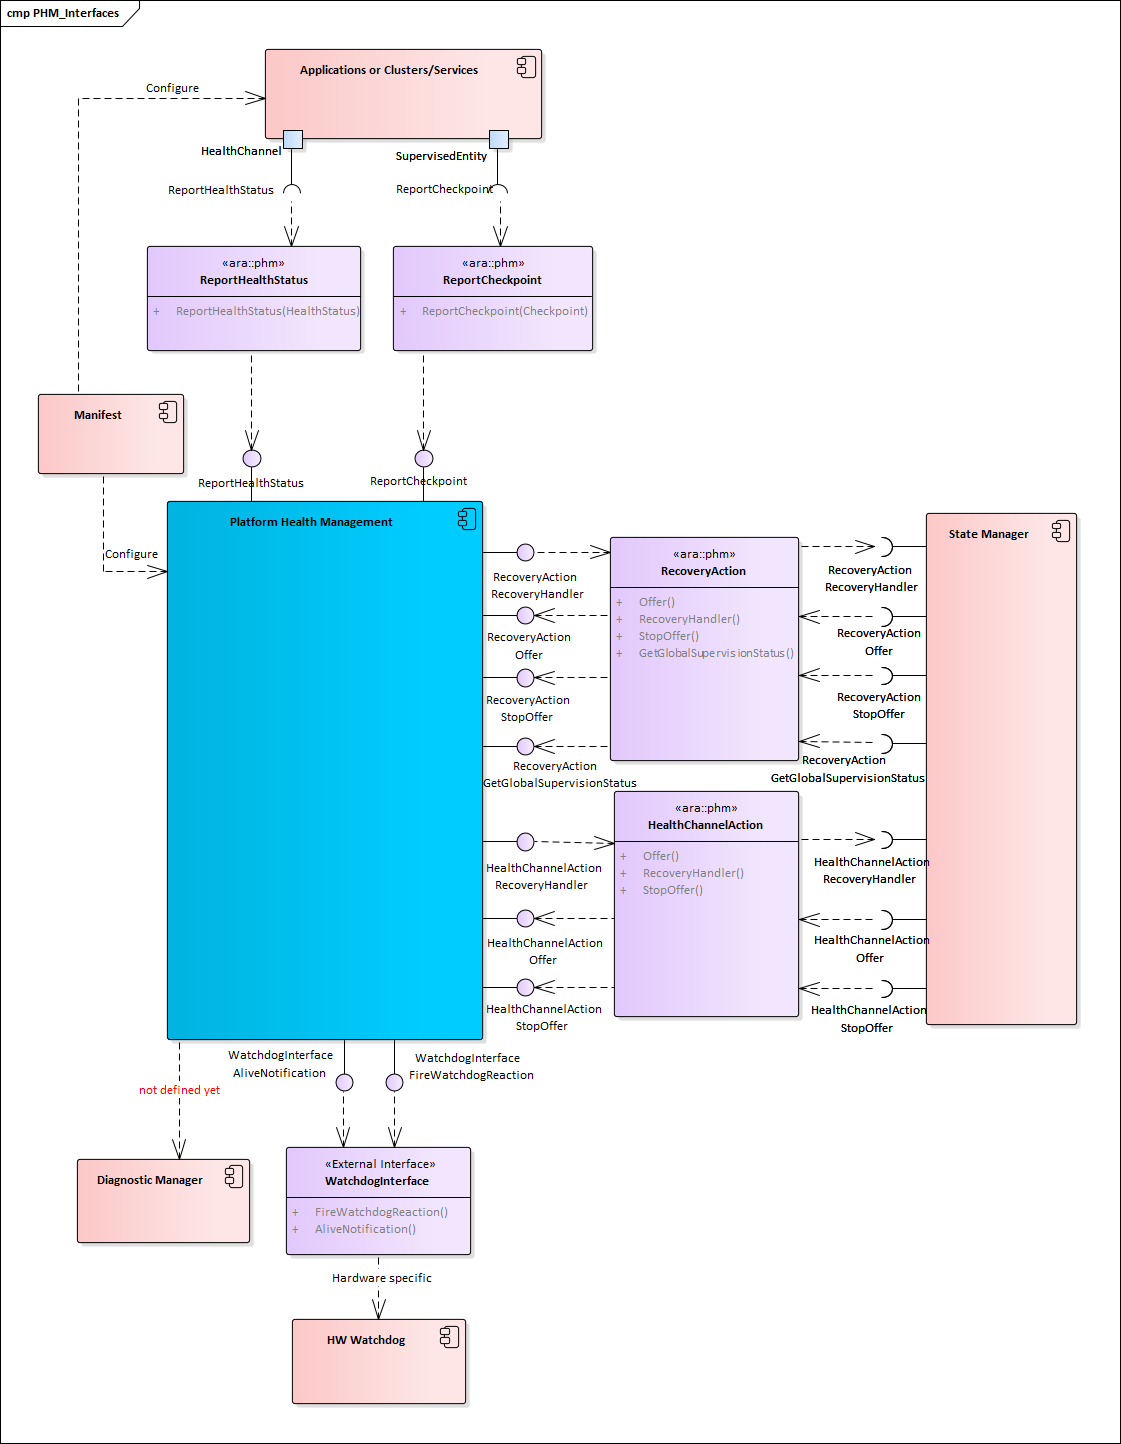 cmp PHM_Interfaces
Applications or Clusters/Services
Configure
HealthChannel
SupervisedEntity
ReportHealthStatus
ReportCheckpoint
«ara::phm»
ReportHealthStatus
+ ReportHealthStatus(HealthStatus)
«ara::phm»
ReportCheckpoint
+ ReportCheckpoint(Checkpoint)
Manifest
ReportHealthStatus
ReportCheckpoint
Configure
Platform Health Management
RecoveryAction
RecoveryHandler
RecoveryAction
Offer
RecoveryAction
StopOffer
RecoveryAction
GetGlobalSupervisionStatus
HealthChannelAction
RecoveryHandler
HealthChannelAction
Offer
HealthChannelAction
StopOffer
«ara::phm»
RecoveryAction
+ Offer()
+ RecoveryHandler()
+ StopOffer()
+ GetGlobalSupervisionStatus()
«ara::phm»
HealthChannelAction
+ Offer()
+ RecoveryHandler()
+ StopOffer()
State Manager
RecoveryAction
RecoveryHandler
RecoveryAction
Offer
RecoveryAction
StopOffer
RecoveryAction
GetGlobalSupervisionStatus
HealthChannelAction
RecoveryHandler
HealthChannelAction
Offer
HealthChannelAction
StopOffer
WatchdogInterface
AliveNotification
WatchdogInterface
FireWatchdogReaction
not defined yet
Diagnostic Manager
«External Interface»
WatchdogInterface
+ FireWatchdogReaction()
+ AliveNotification()
Hardware specific
HW Watchdog